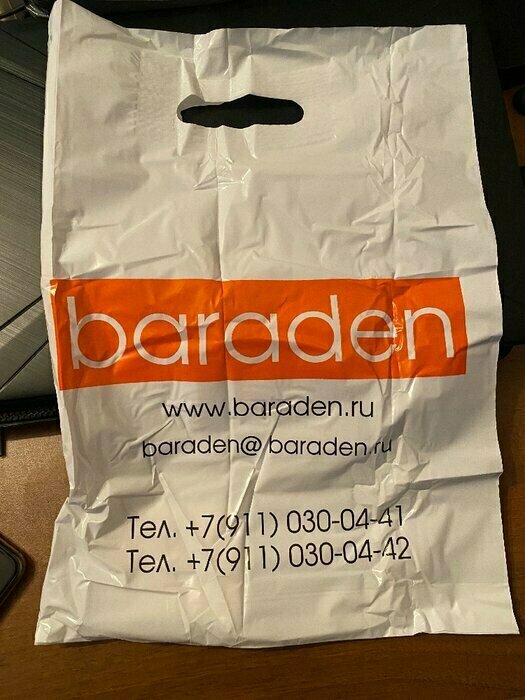 baraden
www.baraden.ru
baraden@ baraden.ru
Тел. +7(911) 030-04-41
Тел. +7(911) 030-04-42